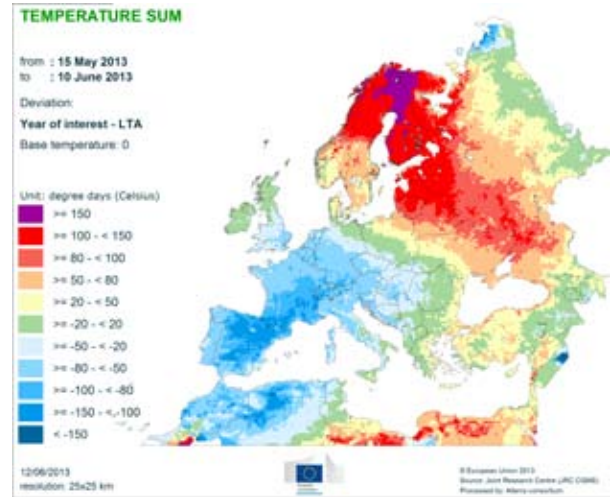 TEMPERATURE SUM
from : 15 May 2013
to : 10 June 2013
Deviation:
Year of interest - LTA
Base temperature: 0
Unit: degree days (Celsius)
>= 150
>= 100 - < 150
>= 80 - < 100
>= 50 - < 80
>= 20 - < 50
>= -20 - < 20
>= -50 - < -20
>= -80 - < -50
>= -100 - < -80
>= -150 - < -100
< -150
12/06/2013
resolution: 25x25 km
© European Union 2013
Source: Joint Research Centre (JRC CGMS)
Processed by: Alterra consortium